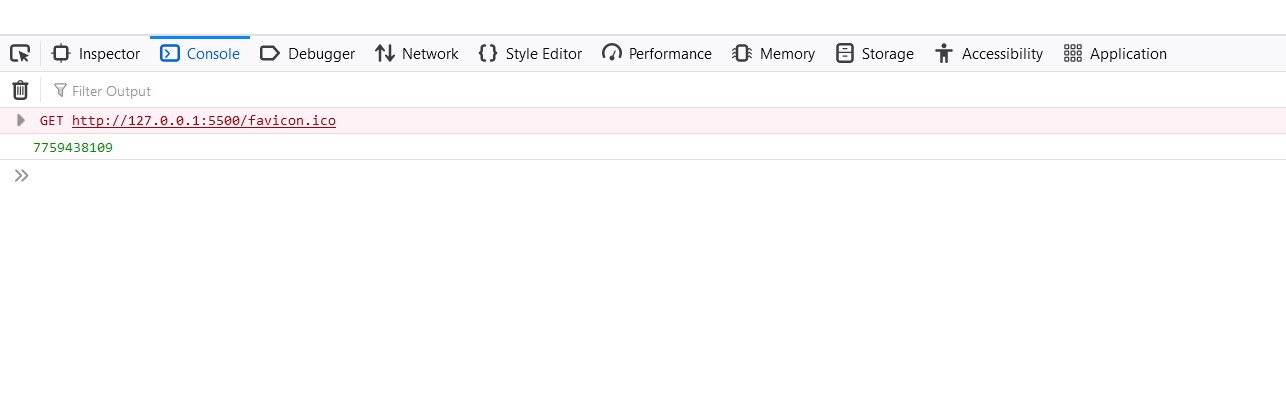 Inspector Console Debugger Network Style Editor Performance Memory Storage Accessibility Application
Filter Output
GET http://127.0.0.1:5500/favicon.ico
7759438109